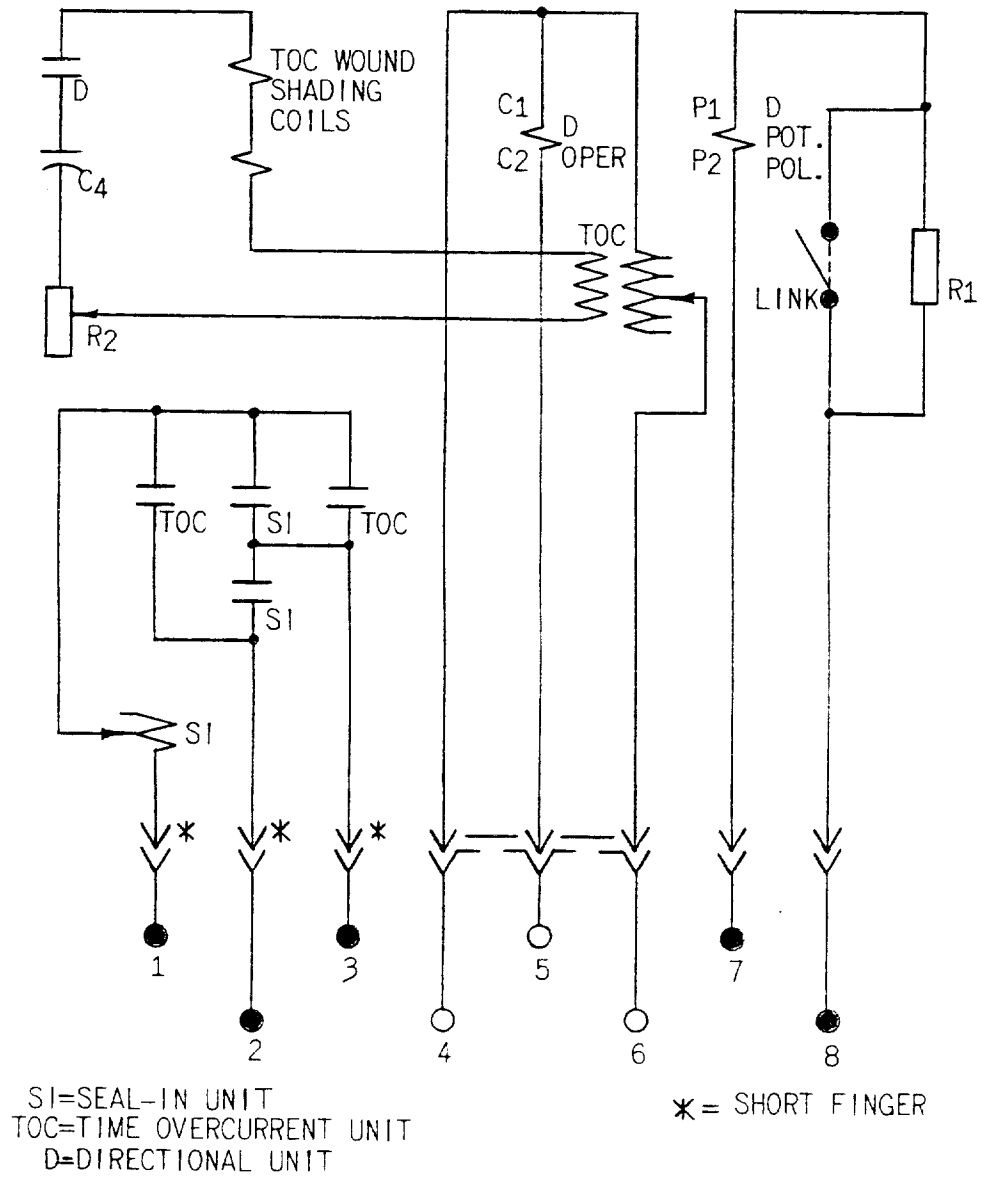 TOC WOUND
SHADING
COILS
D
C4
R2
C1
C2
D
OPER
P1
P2
D
POT.
POL.
TOC
LINK
R1
TOC
SI
TOC
SI
SI
*
*
*
1
3
5
7
2
4
6
8
SI=SEAL-IN UNIT
TOC=TIME OVERCURRENT UNIT
D=DIRECTIONAL UNIT
*= SHORT FINGER